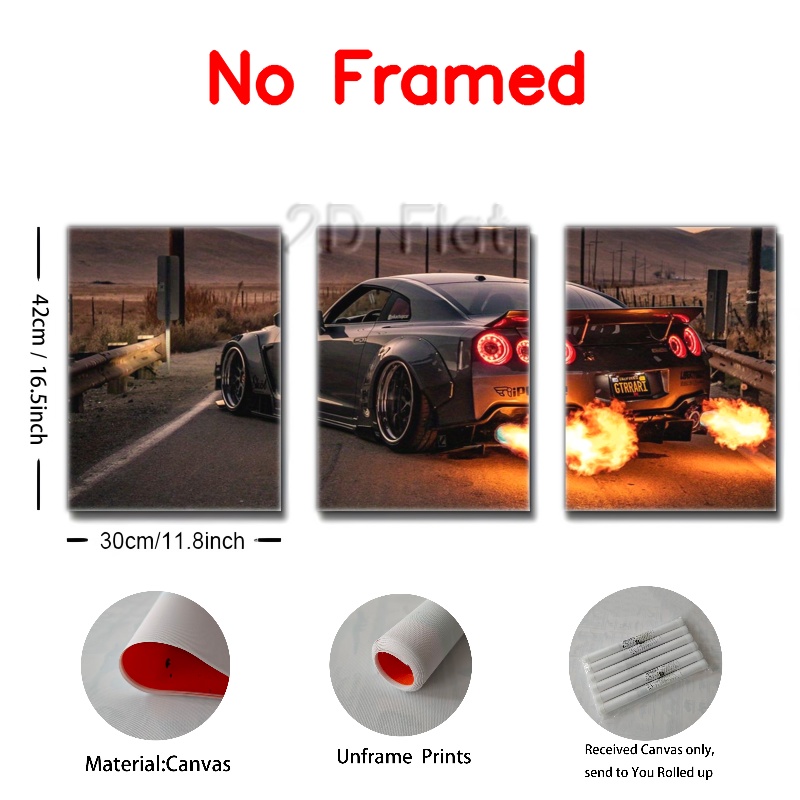 No Framed
2D Flat
42cm / 16.5inch
GTRRARI
30cm/11.8inch
Material:Canvas
Unframe Prints
Received Canvas only,
send to You Rolled up